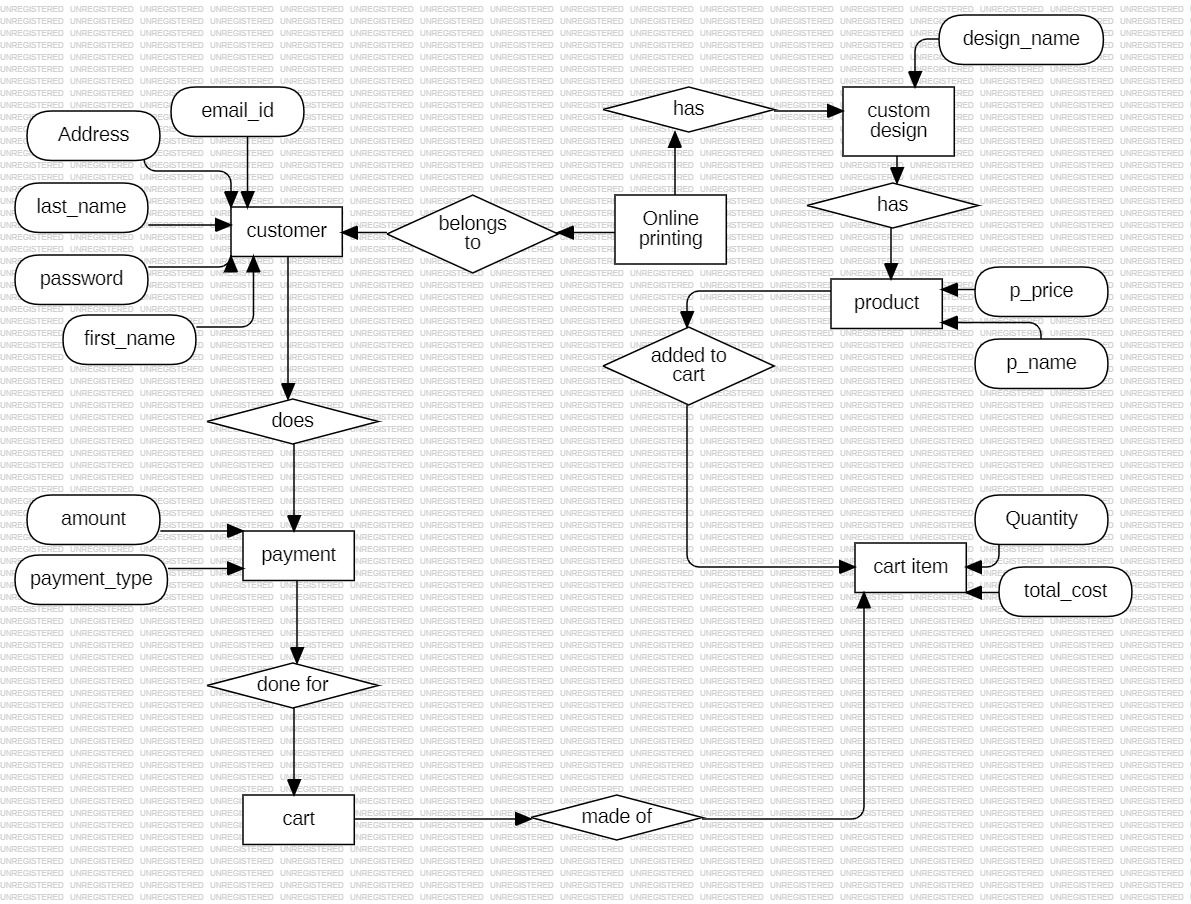 design_name
email_id
has
custom
design
Address
last_name
has
customer
belongs
to
Online
printing
password
product
p_price
first_name
added to
cart
p_name
does
amount
Quantity
payment
payment_type
cart item
total_cost
done for
cart
made of
UNREGISTERED